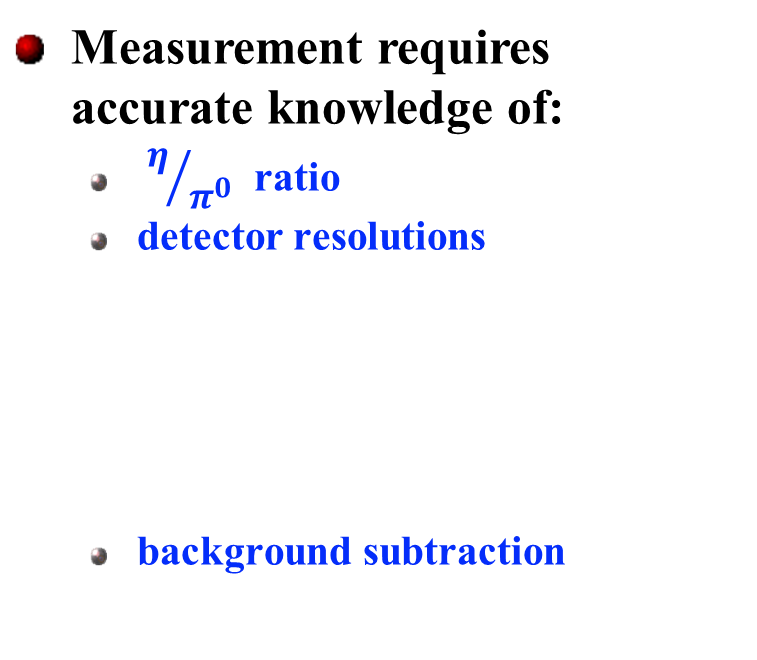 Measurement requires
accurate knowledge of:
η/π⁰ ratio
detector resolutions
background subtraction